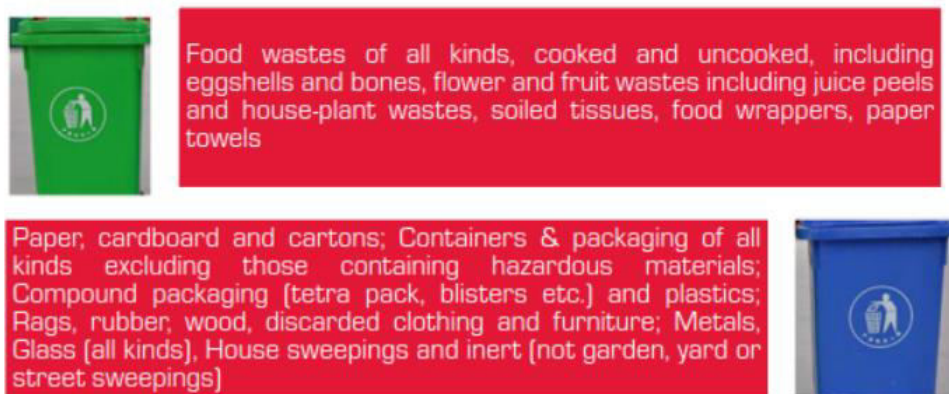 Food wastes of all kinds, cooked and uncooked, including
eggshells and bones, flower and fruit wastes including juice peels
and house-plant wastes, soiled tissues, food wrappers, paper
towels
Paper, cardboard and cartons; Containers & packaging of all
kinds excluding those containing hazardous materials;
Compound packaging (tetra pack, blisters etc.) and plastics;
Rags, rubber, wood, discarded clothing and furniture; Metals,
Glass (all kinds), House sweepings and inert (not garden, yard or
street sweepings)